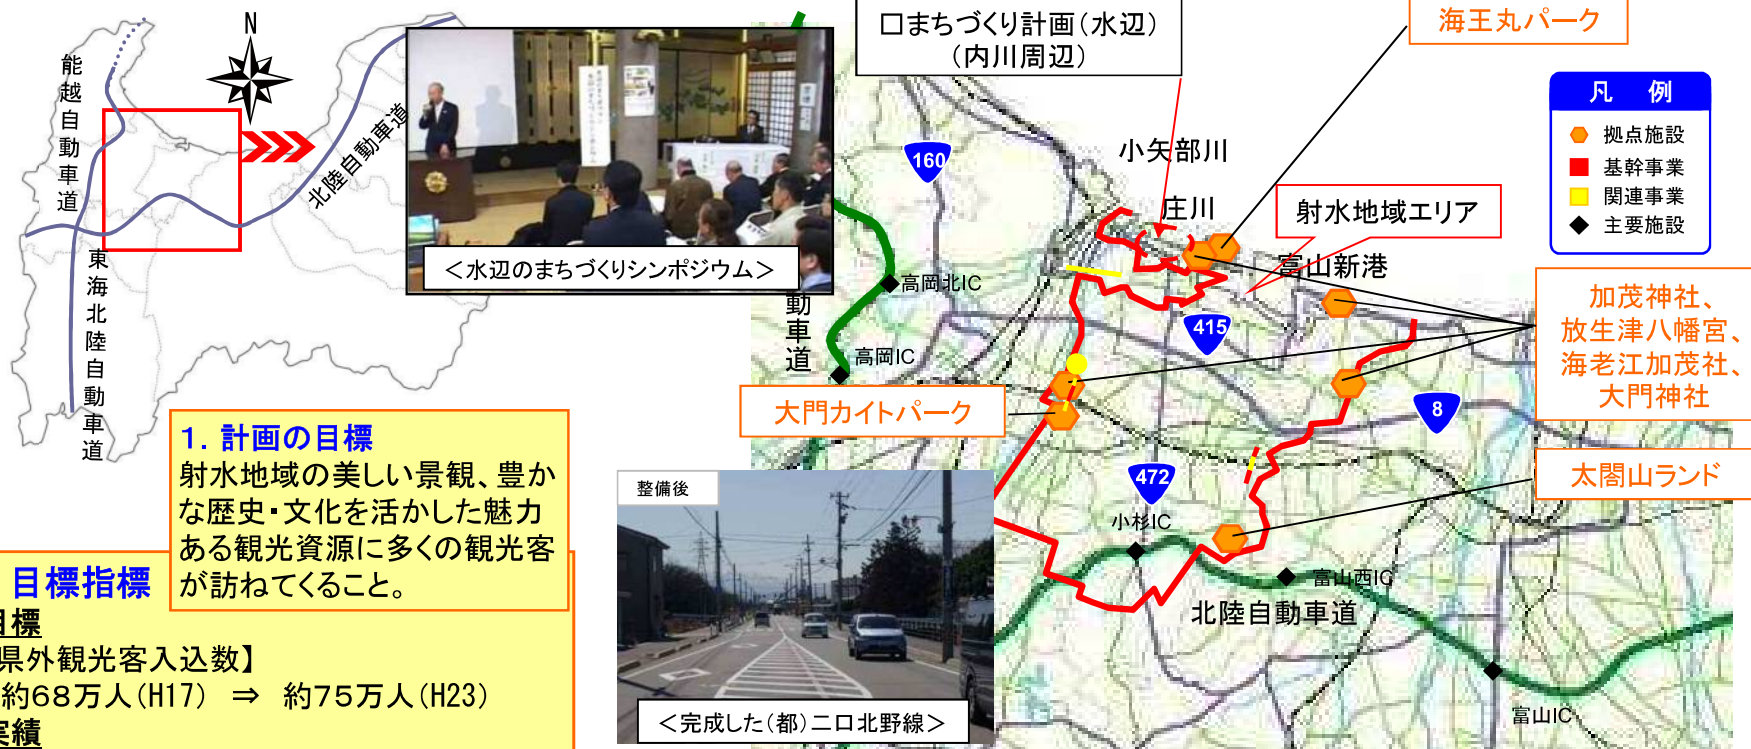 能越自動車道
N
北陸自動車道
東海北陸自動車道
＜水辺のまちづくりシンポジウム＞
口まちづくり計画（水辺）
（内川周辺）
海王丸パーク
凡　例
拠点施設
基幹事業
関連事業
主要施設
160
小矢部川
庄川
射水地域エリア
富山新港
高岡北IC
動車道
415
高岡IC
加茂神社、
放生津八幡宮、
海老江加茂社、
大門神社
大門カイトパーク
8
太閤山ランド
472
小杉IC
富山西IC
北陸自動車道
富山IC
1. 計画の目標
射水地域の美しい景観、豊か
な歴史・文化を活かした魅力
ある観光資源に多くの観光客
が訪ねてくること。
目標指標
目標
県外観光客入込数】
約68万人(H17)　⇒　約75万人(H23)
実績
整備後
＜完成した(都)二口北野線＞